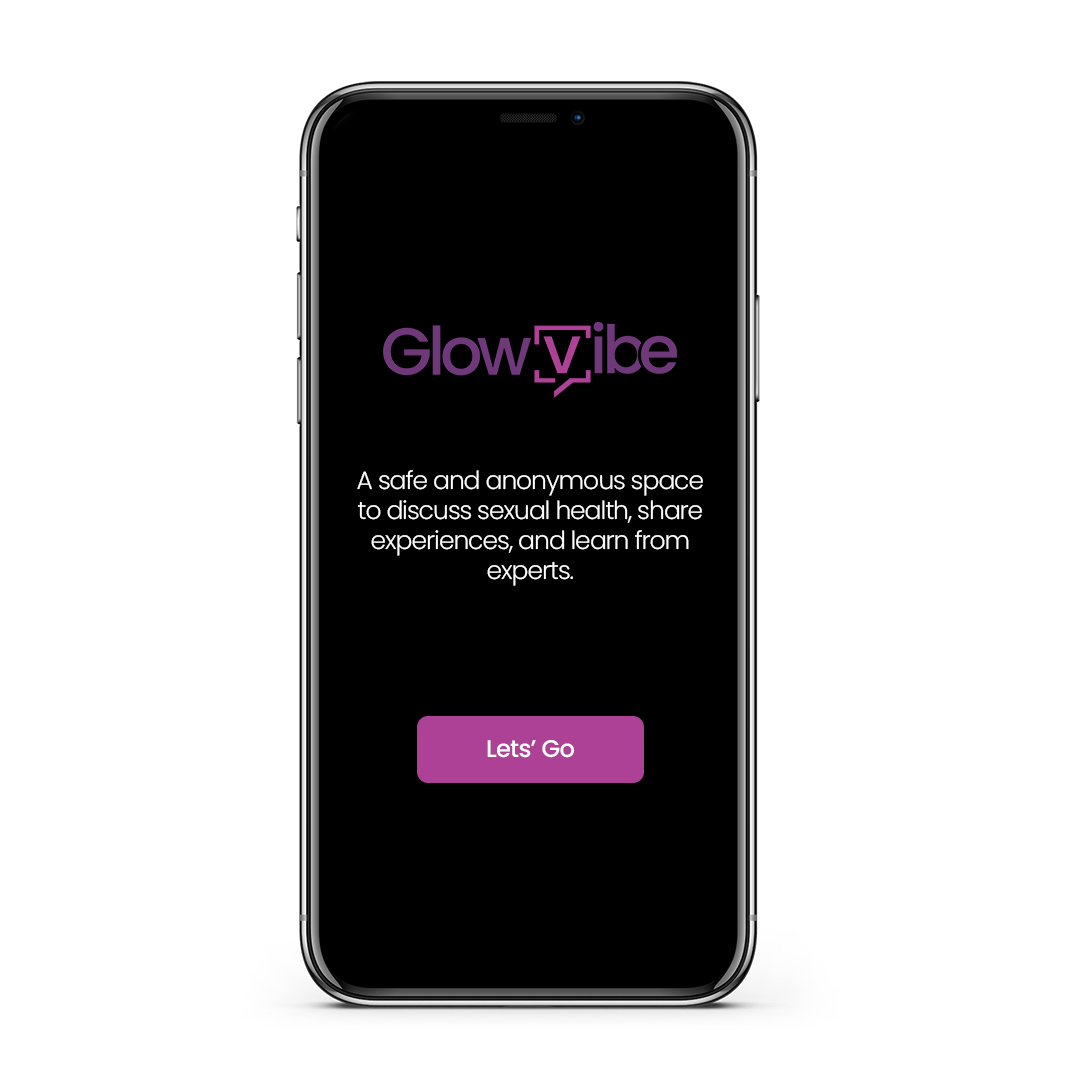 Glowvibe
A safe and anonymous space
to discuss sexual health, share
experiences, and learn from
experts.
Lets’ Go